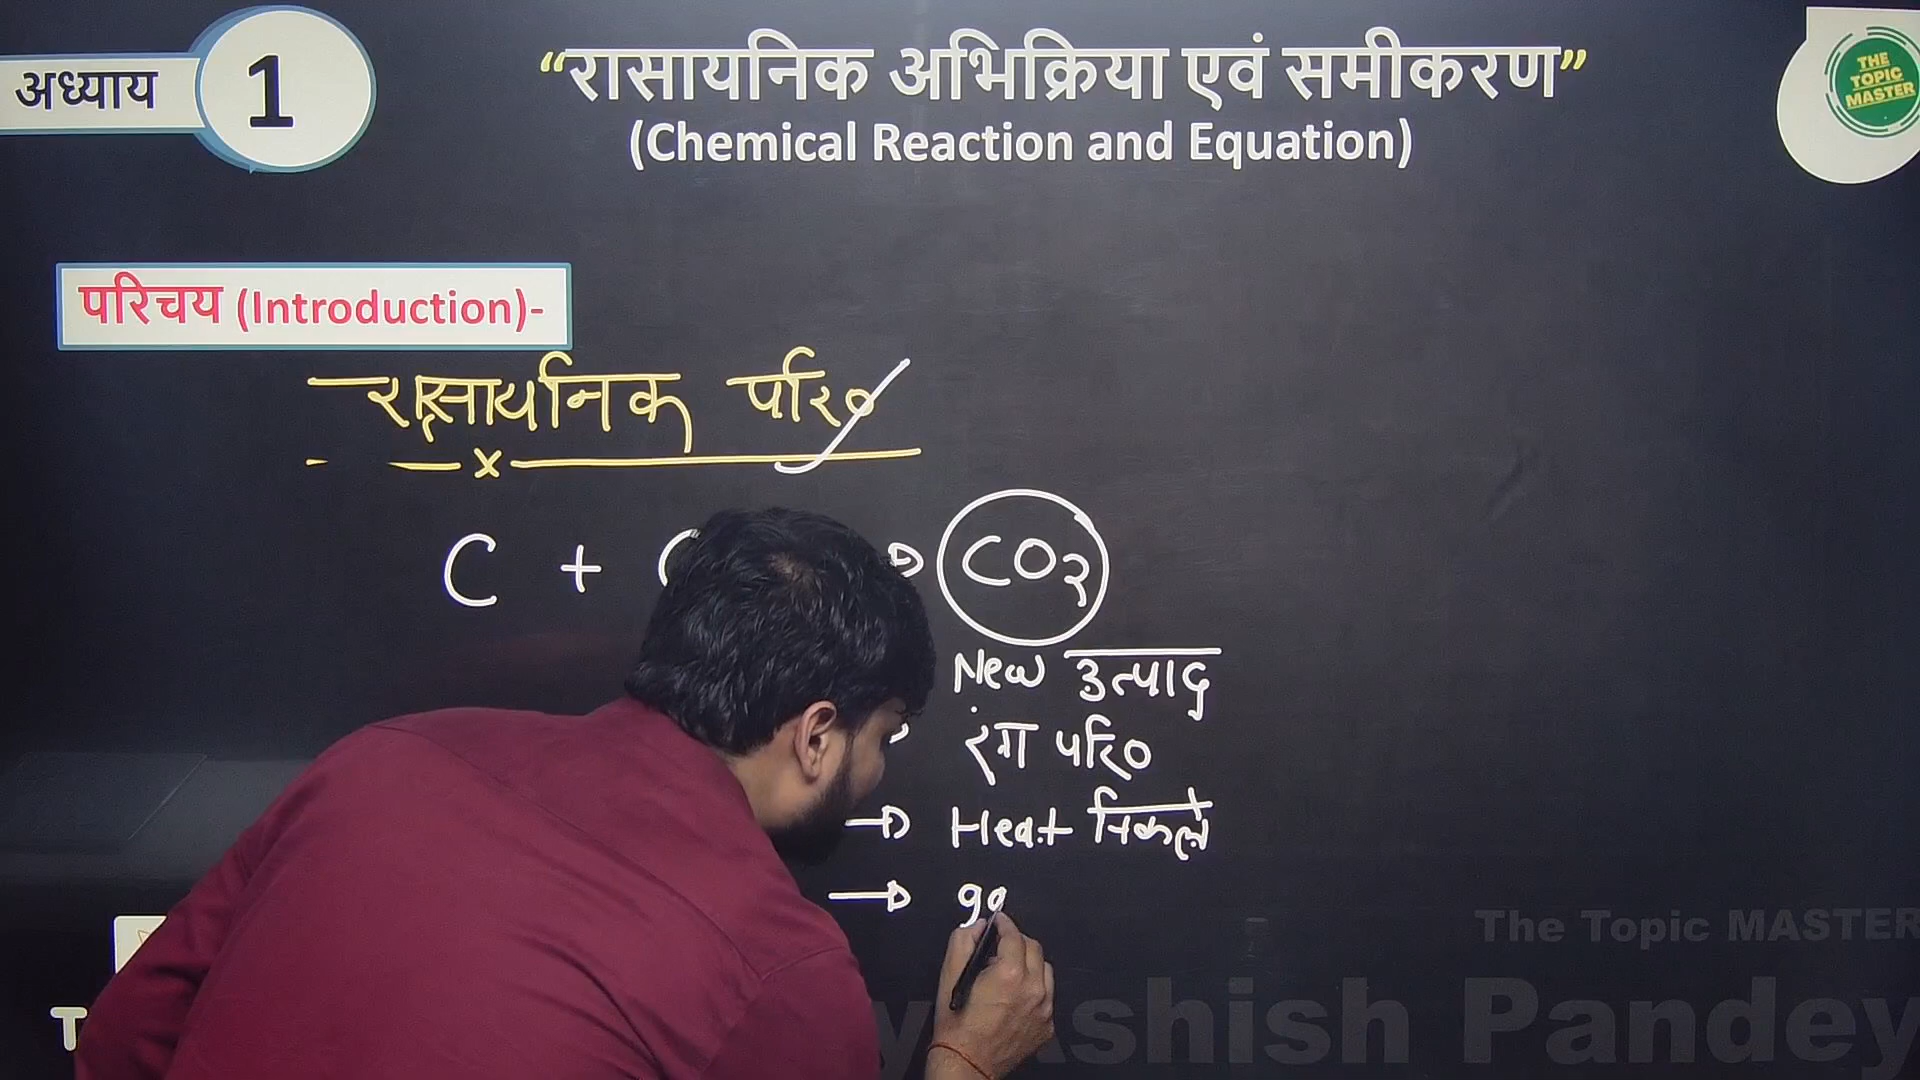 अध्याय 1
“रासायनिक अभिक्रिया एवं समीकरण”
(Chemical Reaction and Equation)
THE
TOPIC
MASTER
परिचय (Introduction)-
रासायनिक परि०
C + CO2
New उत्पाद
रंग परि०
→ Heat निकले
→ ga
The Topic MASTER
Ashish Pandey